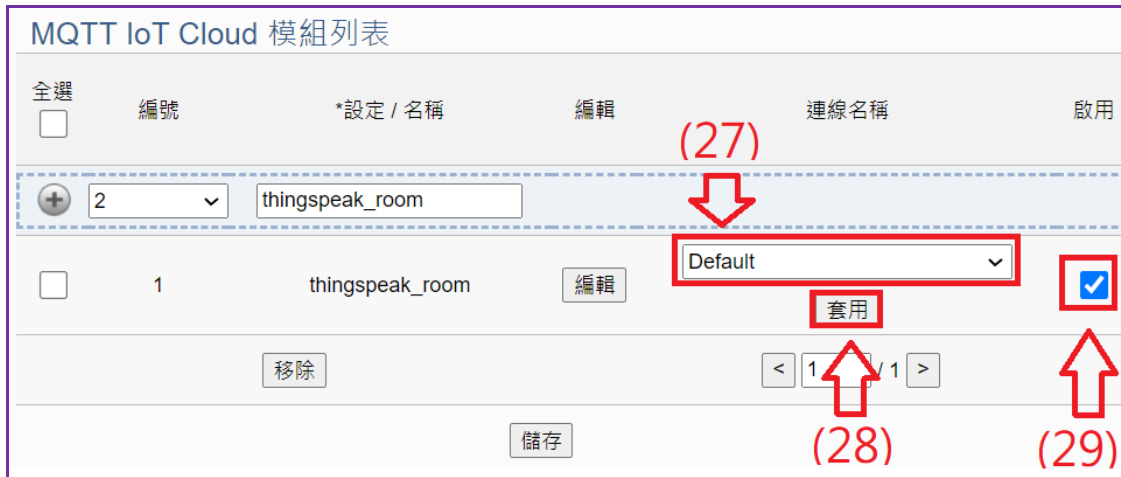 MQTT IoT Cloud 模組列表
全選 編號 *設定 / 名稱 編輯 連線名稱 啟用
(27)
2 thingspeak_room
Default
1 thingspeak_room 編輯
套用
移除 < 1 / 1 >
儲存 (28) (29)